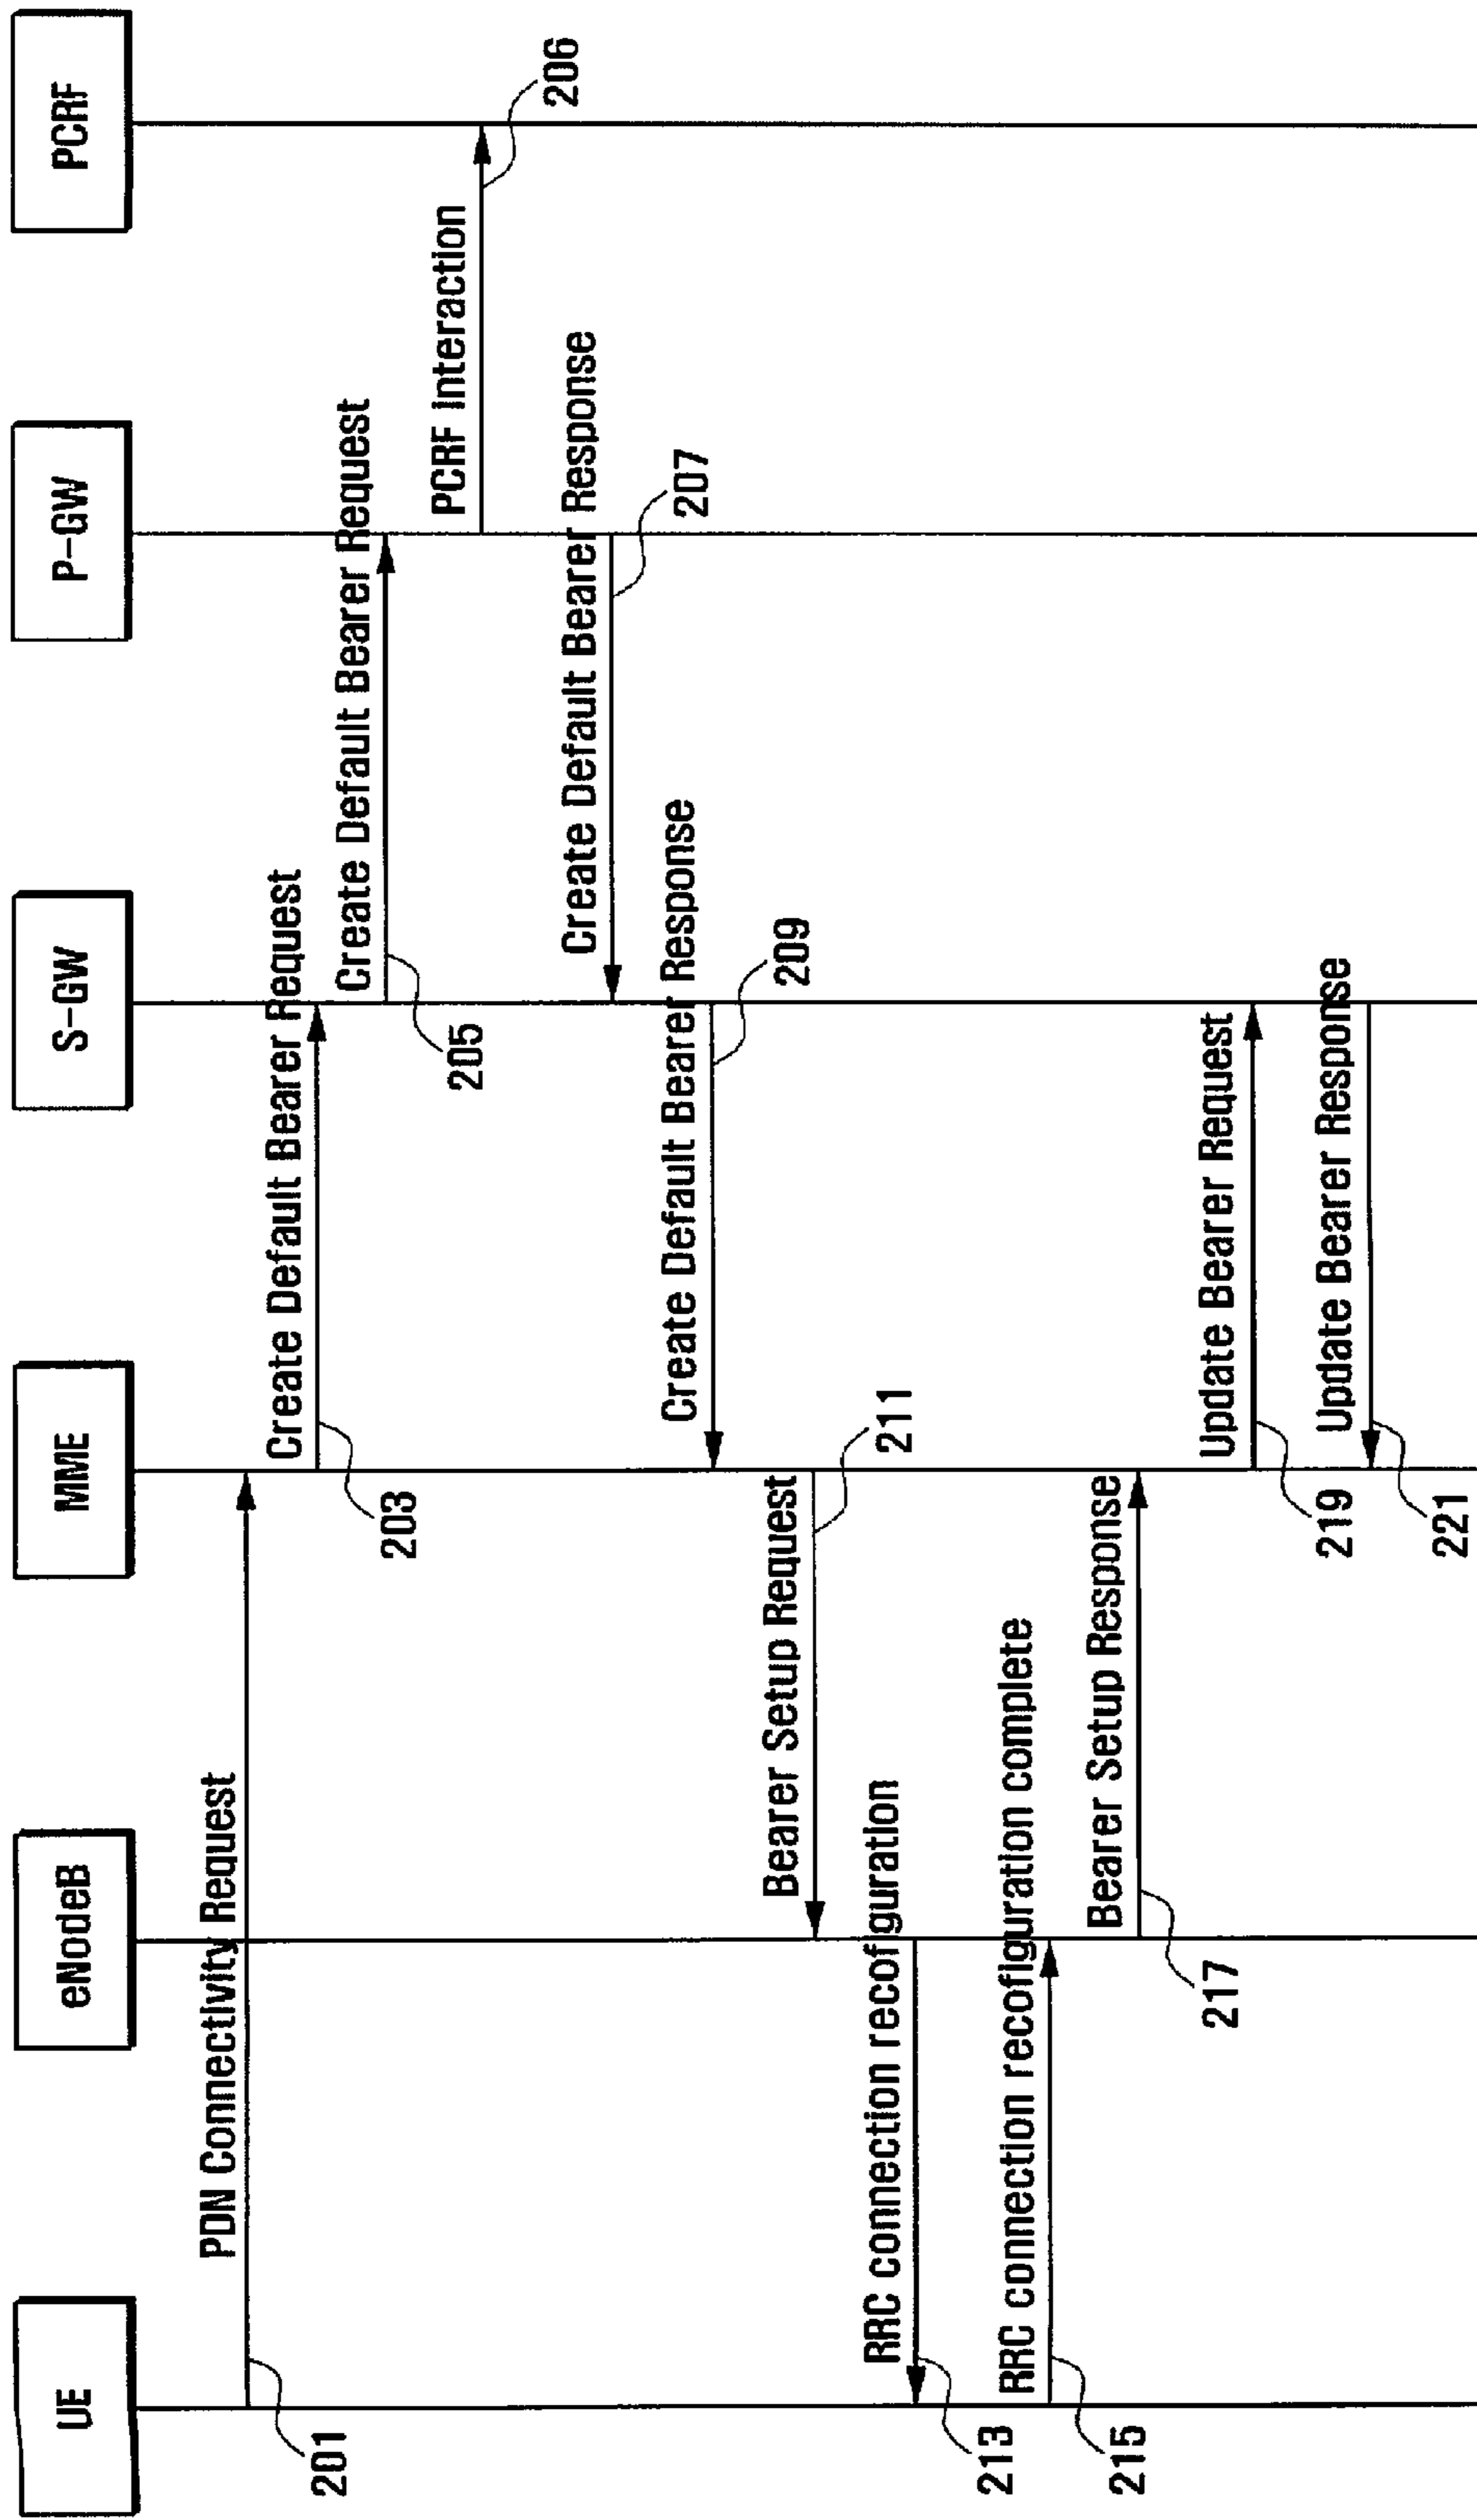 UE
eNodeB
MME
S-GW
P-GW
PCRF
PDN Connectivity Request
201
Create Default Bearer Request
203
Create Default Bearer Request
205
PCRF interaction
206
Create Default Bearer Response
207
Create Default Bearer Response
209
Bearer Setup Request
211
RRC connection recofiguration
213
RRC connection recofiguration complete
215
Bearer Setup Response
217
Update Bearer Request
219
Update Bearer Response
221